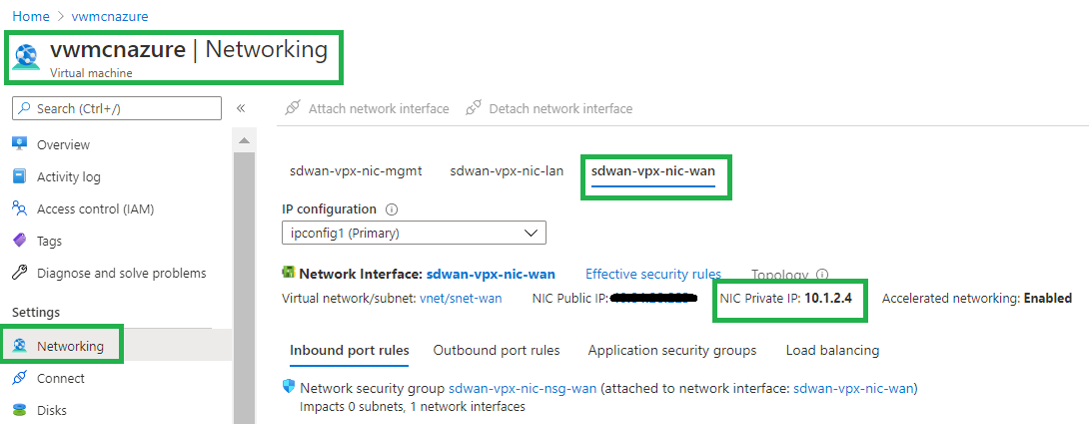 Home > vwmcnazure
vwmcnazure | Networking
Virtual machine
Search (Ctrl+/)
«
Overview
Activity log
Access control (IAM)
Tags
Diagnose and solve problems
Settings
Networking
Connect
Disks
Attach network interface Detach network interface
sdwan-vpx-nic-mgmt sdwan-vpx-nic-lan sdwan-vpx-nic-wan
IP configuration
ipconfig1 (Primary)
Network Interface: sdwan-vpx-nic-wan Effective security rules Topology
Virtual network/subnet: vnet/snet-wan NIC Public IP: NIC Private IP: 10.1.2.4 Accelerated networking: Enabled
Inbound port rules Outbound port rules Application security groups Load balancing
Network security group sdwan-vpx-nic-nsg-wan (attached to network interface: sdwan-vpx-nic-wan)
Impacts 0 subnets, 1 network interfaces